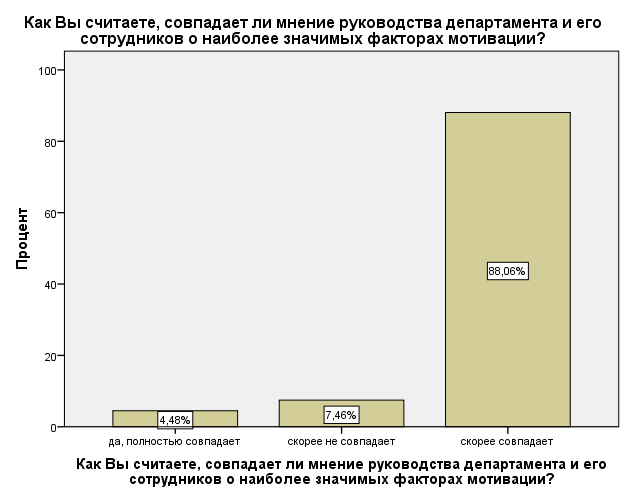 Как Вы считаете, совпадает ли мнение руководства департамента и его
сотрудников о наиболее значимых факторах мотивации?
Процент
100
80
60
40
20
0
4,48%
7,46%
88,06%
да, полностью совпадает
скорее не совпадает
скорее совпадает
Как Вы считаете, совпадает ли мнение руководства департамента и его
сотрудников о наиболее значимых факторах мотивации?